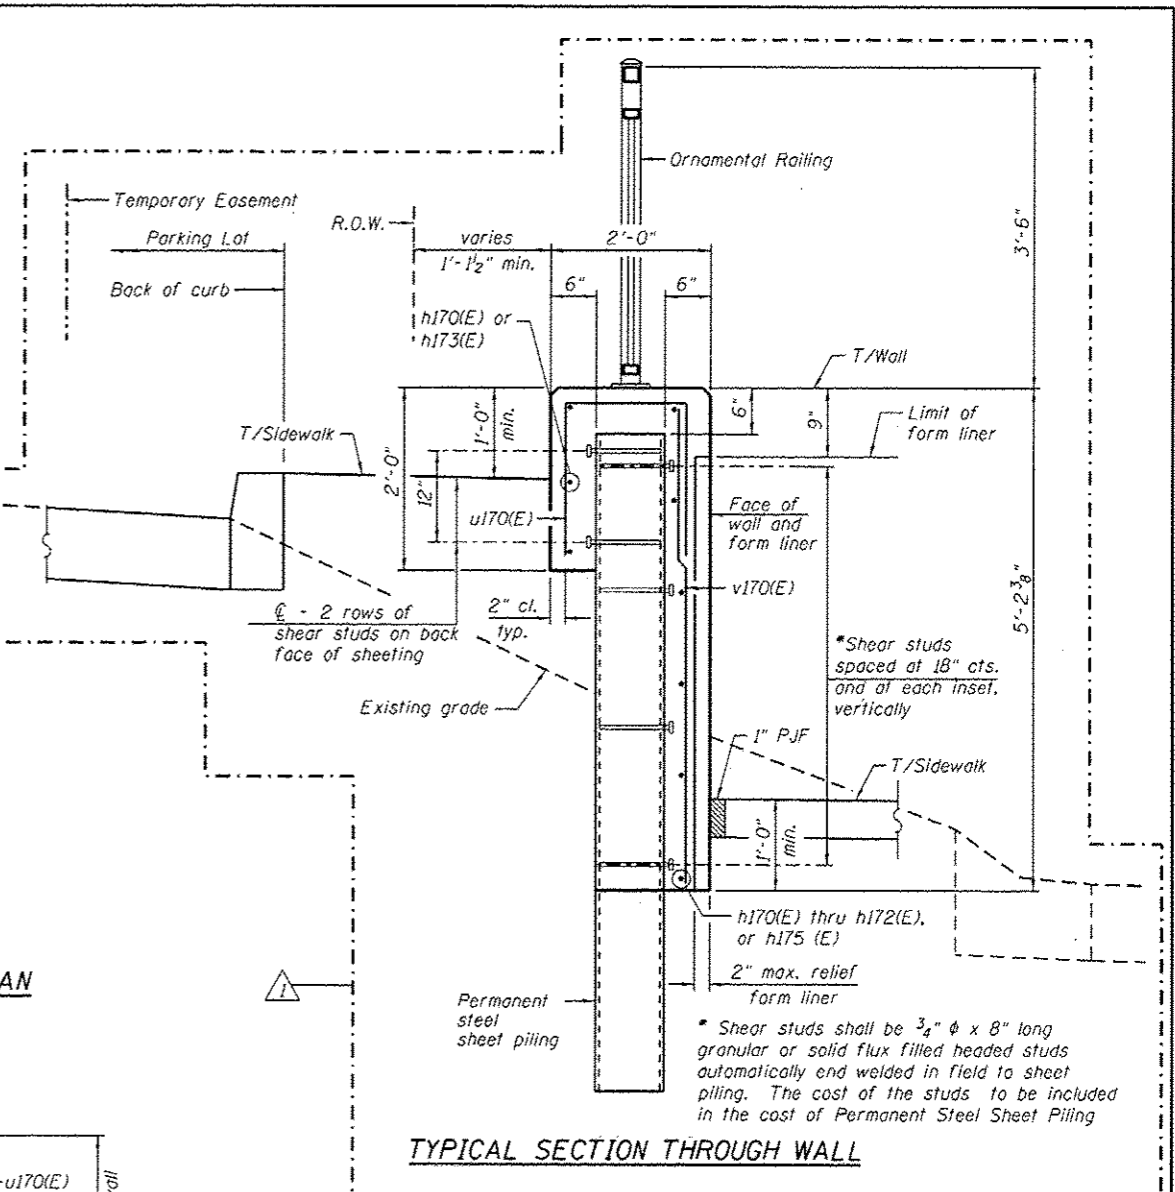 Temporary Easement
Parking Lot
Back of curb
R.O.W.
varies
1'-1½" min.
2'-0"
6"
6"
Ornamental Railing
3'-6"
h170(E) or
h173(E)
T/Wall
T/Sidewalk
2'-0"
12"
1'-0"
min.
6"
9"
Limit of
form liner
u170(E)
Face of
wall and
form liner
v170(E)
5'-2⅜"
℄ - 2 rows of
shear studs on back
face of sheeting
2" cl.
typ.
*Shear studs
spaced at 18" cts.
and at each inset,
vertically
Existing grade
1" PJF
T/Sidewalk
1'-0"
min.
h170(E) thru h172(E),
or h175 (E)
2" max. relief
form liner
AN
1
Permanent
steel
sheet piling
* Shear studs shall be ¾" ϕ x 8" long
granular or solid flux filled headed studs
automatically end welded in field to sheet
piling. The cost of the studs to be included
in the cost of Permanent Steel Sheet Piling
TYPICAL SECTION THROUGH WALL
-u170(E)